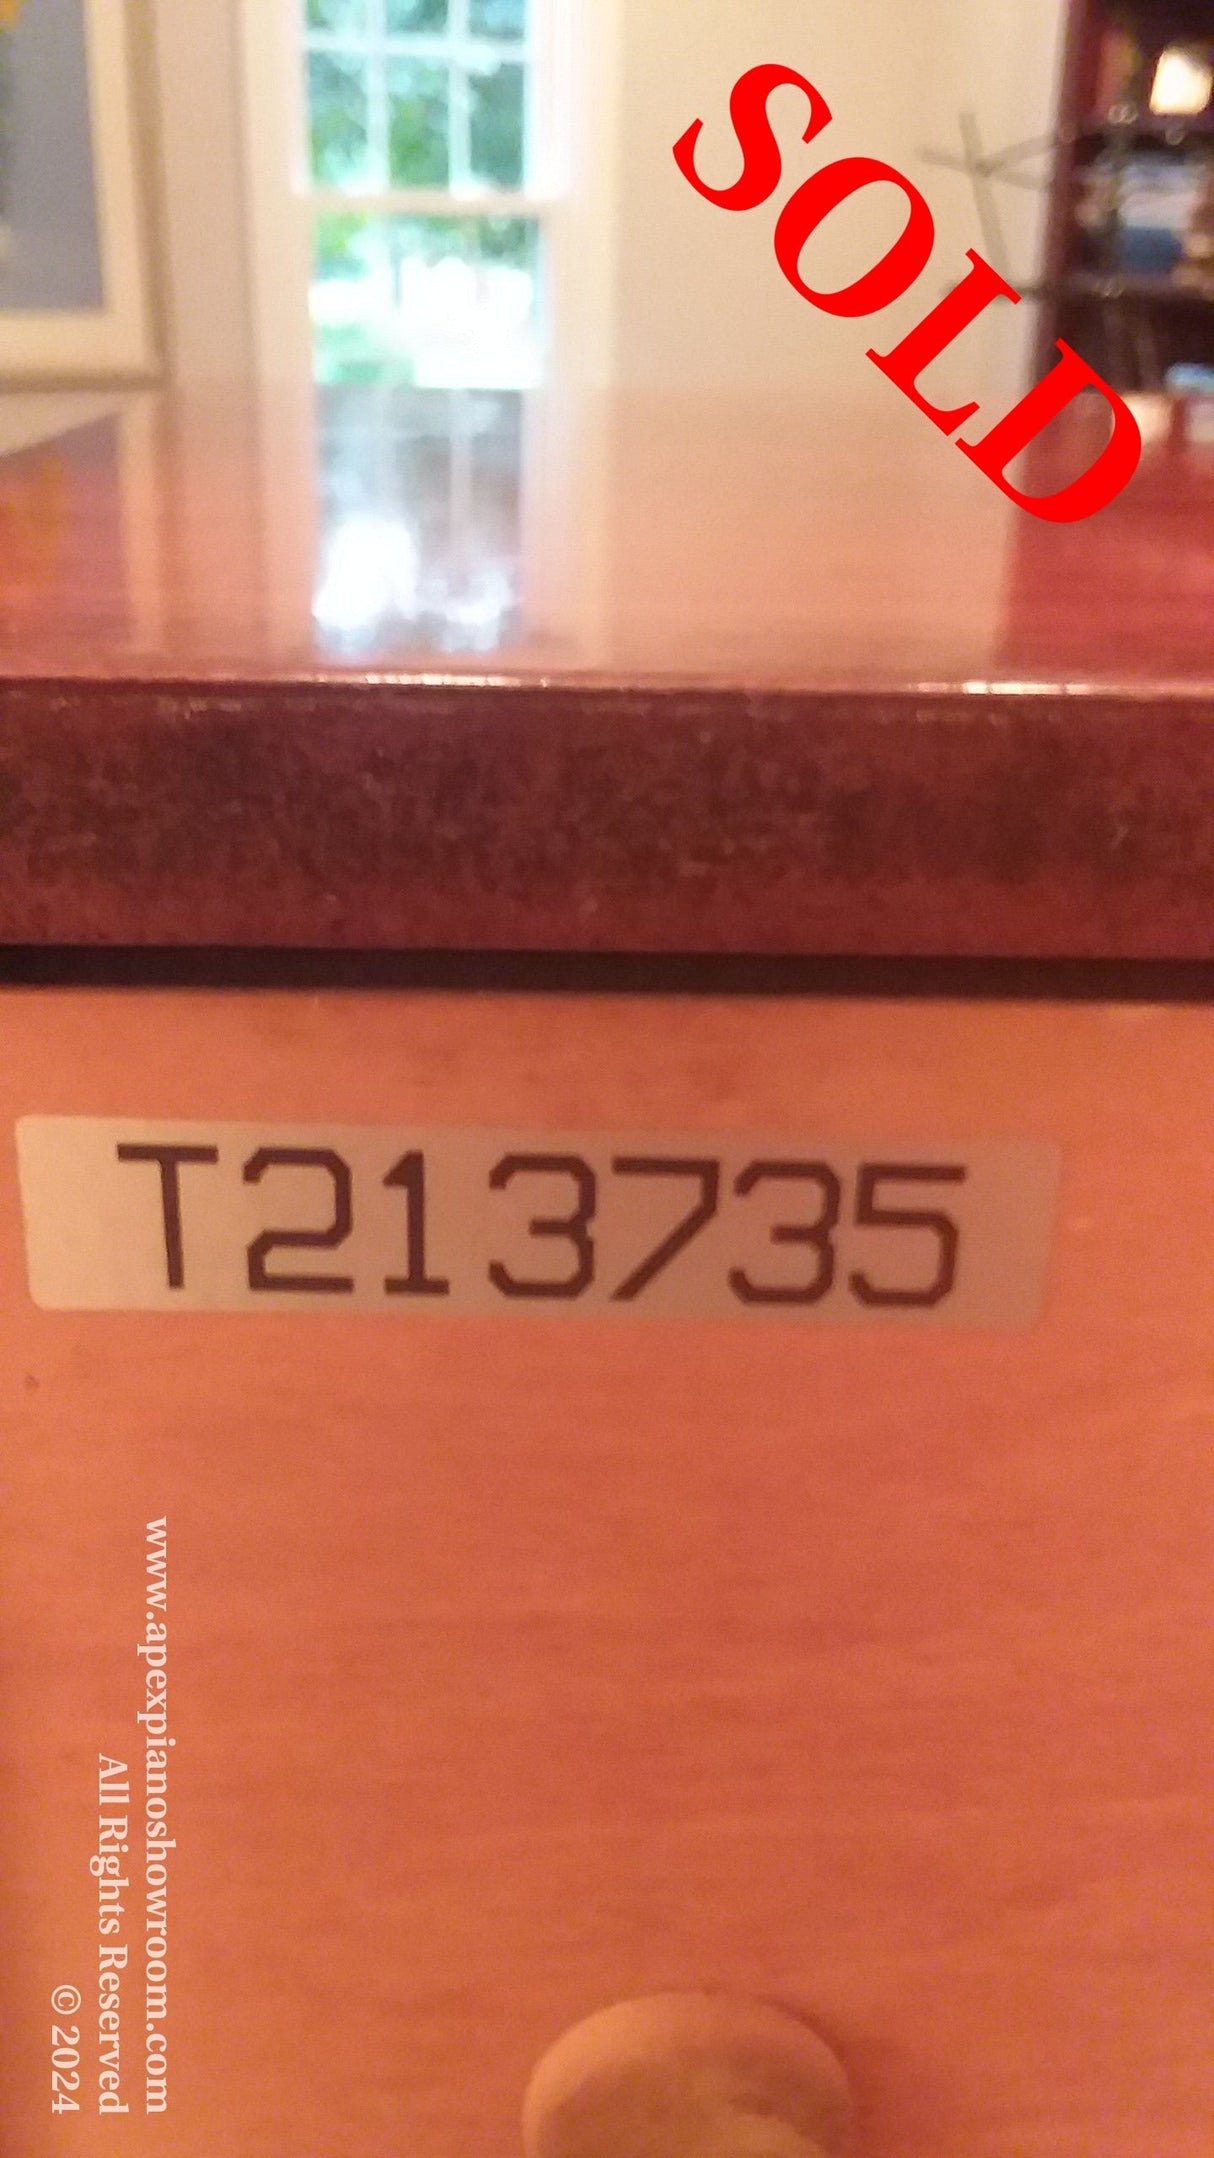 SOLD
T213735
www.apexpianoshowroom.com
All Rights Reserved
© 2024